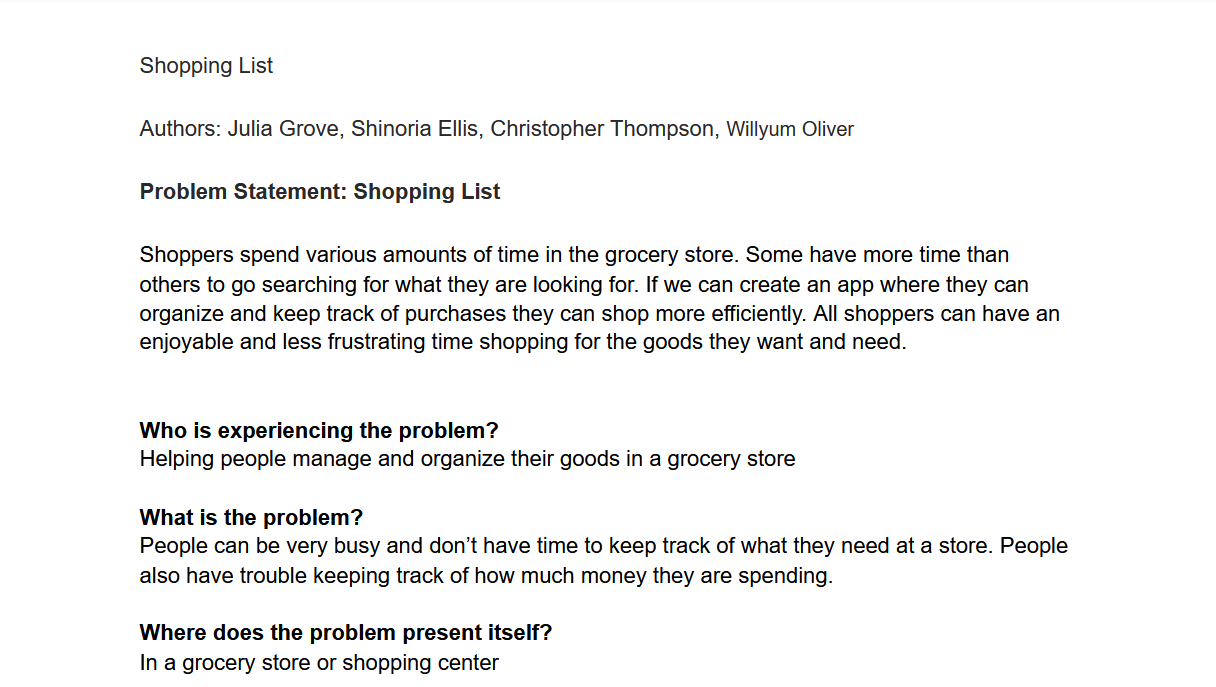 Shopping List
Authors: Julia Grove, Shinoria Ellis, Christopher Thompson, Willyum Oliver
Problem Statement: Shopping List
Shoppers spend various amounts of time in the grocery store. Some have more time than
others to go searching for what they are looking for. If we can create an app where they can
organize and keep track of purchases they can shop more efficiently. All shoppers can have an
enjoyable and less frustrating time shopping for the goods they want and need.
Who is experiencing the problem?
Helping people manage and organize their goods in a grocery store
What is the problem?
People can be very busy and don’t have time to keep track of what they need at a store. People
also have trouble keeping track of how much money they are spending.
Where does the problem present itself?
In a grocery store or shopping center